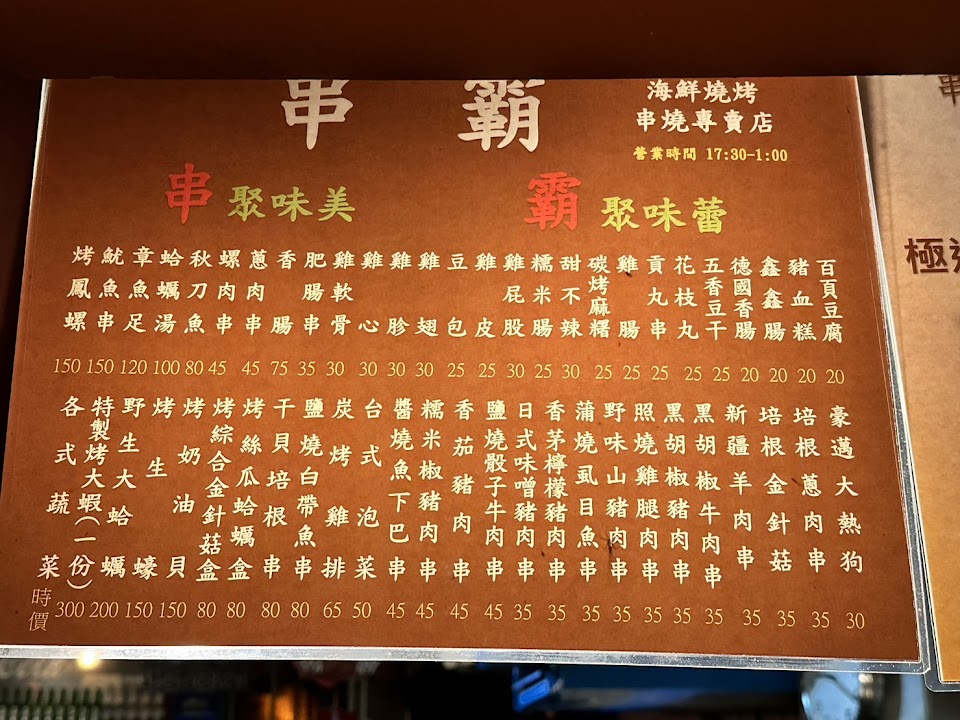 串 霸
海鮮燒烤
串燒專賣店
營業時間 17:30-1:00
串 聚味美
霸 聚味蕾
百頁豆腐 20
豬血糕 20
鑫鑫腸 20
德國香腸 20
五香豆干 25
花枝丸 25
貢丸串 25
雞腸 25
碳烤麻糬 25
甜不辣 30
糯米腸 25
雞屁股 30
雞皮 25
豆包 25
雞翅 30
雞胗 30
雞心 30
雞軟骨 30
肥腸串 35
香腸 75
蔥肉串 45
螺肉串 45
秋刀魚 80
蛤蠣湯 100
章魚足 120
魷魚串 150
烤鳳螺 150
豪邁大熱狗 30
培根蔥肉串 35
培根金針菇 35
新疆羊肉串 35
黑胡椒牛肉串 35
黑胡椒豬肉串 35
照燒雞腿肉串 35
野味山豬肉串 35
蒲燒虱目魚串 35
香茅檸檬豬肉串 35
日式味噌豬肉串 35
鹽燒骰子牛肉串 45
香茄豬肉串 45
糯米椒豬肉串 45
醬燒魚下巴串 45
台式泡菜 50
炭烤雞排 65
鹽燒白帶魚串 80
干貝培根串 80
烤絲瓜蛤蠣盒 80
烤綜合金針菇盒 80
烤奶油貝 150
烤生蠔 150
野生大蛤蠣 200
特製烤大蝦(一份) 300
各式蔬菜 時價
極